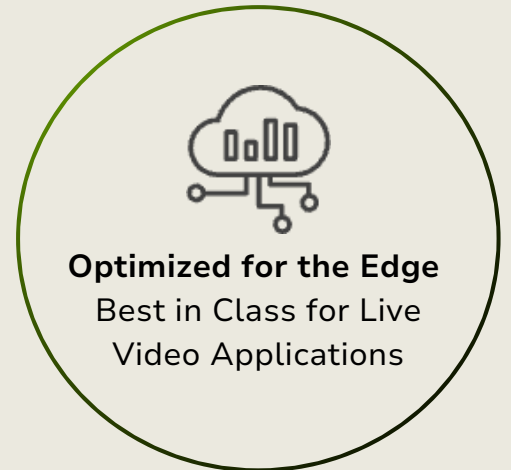 Optimized for the Edge
Best in Class for Live
Video Applications